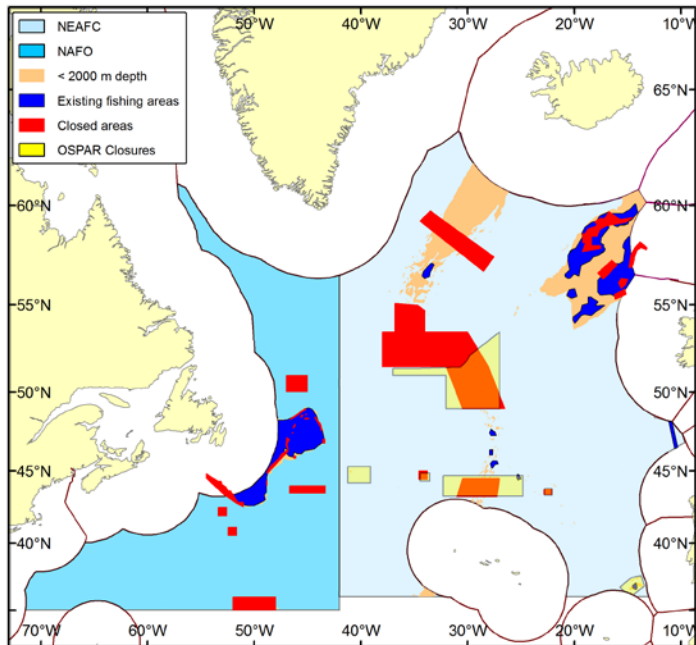 NEAFC
NAFO
< 2000 m depth
Existing fishing areas
Closed areas
OSPAR Closures
40°W
30°W
20°W
10°W
65°N
65°N
60°N
60°N
55°N
55°N
50°N
50°N
45°N
45°N
40°N
40°N
70°W
60°W
50°W
40°W
30°W
20°W
10°W